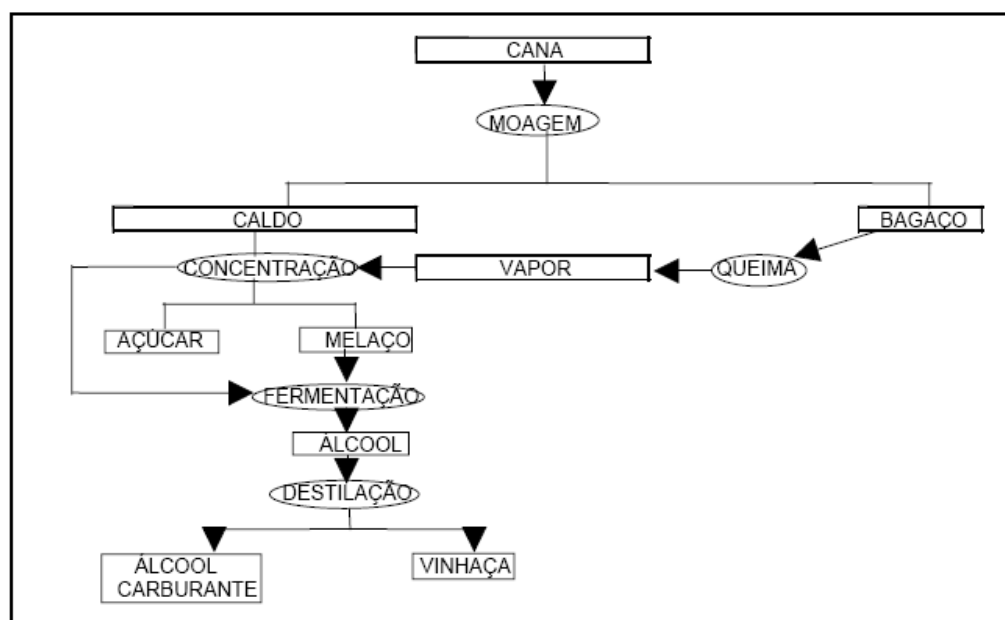 CANA
MOAGEM
CALDO
BAGAÇO
CONCENTRAÇÃO
VAPOR
QUEIMA
AÇÚCAR
MELAÇO
FERMENTAÇÃO
ÁLCOOL
DESTILAÇÃO
ÁLCOOL
CARBURANTE
VINHAÇA